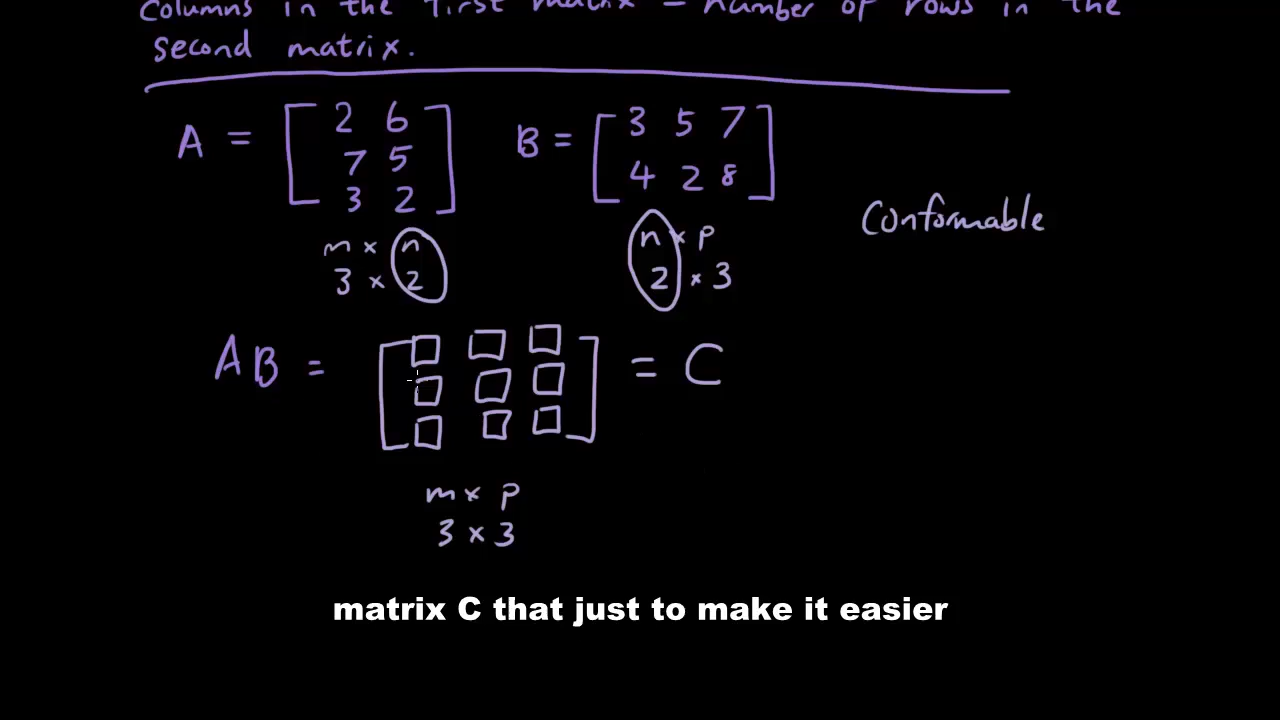 Columns in the first matrix = number of rows in the
second matrix.
A = [ 2 6 B = [ 3 5 7 ]
7 5
3 2 ] 4 2 8
Conformable
m × n n × p
3 × 2 2 × 3
AB = [ □ □ □ ] = C
□ □ □
□ □ □
m × p
3 × 3
matrix C that just to make it easier